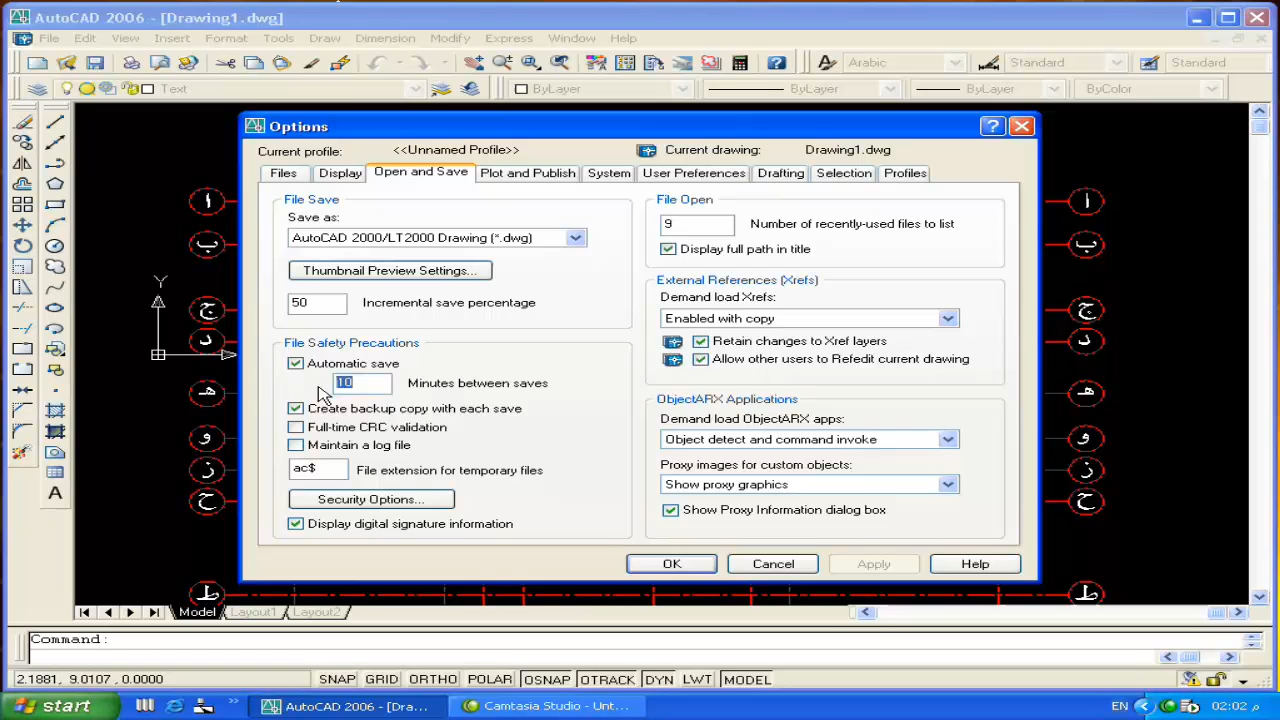 AutoCAD 2006 - [Drawing1.dwg]
File Edit View Insert Format Tools Draw Dimension Modify Express Window Help
Arabic Standard Standard
Text ByLayer ByLayer ByLayer ByColor
Options
Current profile: <<Unnamed Profile>> Current drawing: Drawing1.dwg
Files Display Open and Save Plot and Publish System User Preferences Drafting Selection Profiles
File Save
Save as:
AutoCAD 2000/LT2000 Drawing (*.dwg)
Thumbnail Preview Settings...
50 Incremental save percentage
File Safety Precautions
Automatic save
10 Minutes between saves
Create backup copy with each save
Full-time CRC validation
Maintain a log file
ac$ File extension for temporary files
Security Options...
Display digital signature information
File Open
9 Number of recently-used files to list
Display full path in title
External References (Xrefs)
Demand load Xrefs:
Enabled with copy
Retain changes to Xref layers
Allow other users to Refedit current drawing
ObjectARX Applications
Demand load ObjectARX apps:
Object detect and command invoke
Proxy images for custom objects:
Show proxy graphics
Show Proxy Information dialog box
OK Cancel Apply Help
أ أ
ب ب
ج ج
د د
هـ هـ
و و
ز ز
ح ح
ط ط
Y
A
Model Layout1 Layout2
Command:
2.1881, 9.0107, 0.0000 SNAP GRID ORTHO POLAR OSNAP OTRACK DYN LWT MODEL
start AutoCAD 2006 - [Dra... Camtasia Studio - Unt... EN 02:02 م